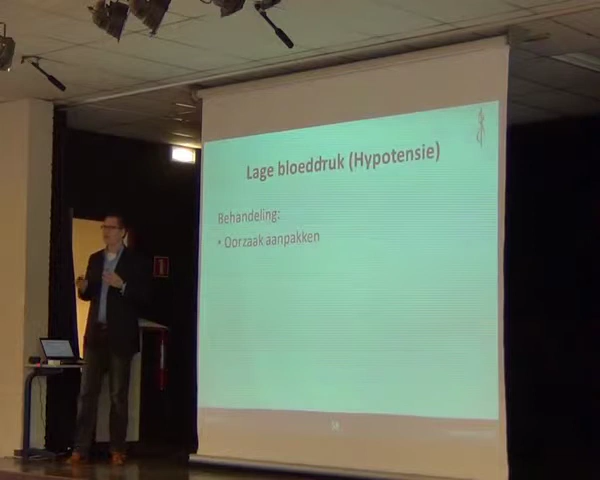 Lage bloeddruk (Hypotensie)
Behandeling:
• Oorzaak aanpakken